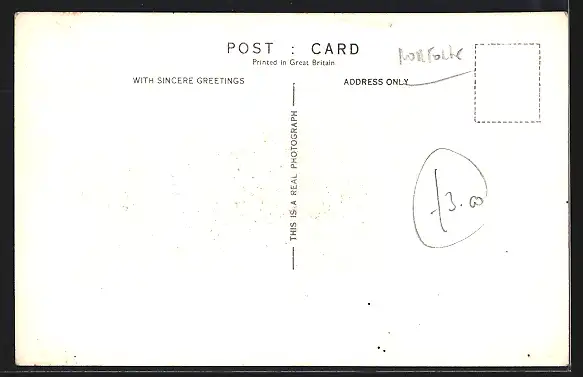 POST : CARD
Printed in Great Britain
NORFOLK
WITH SINCERE GREETINGS
ADDRESS ONLY
THIS IS A REAL PHOTOGRAPH
£3.00